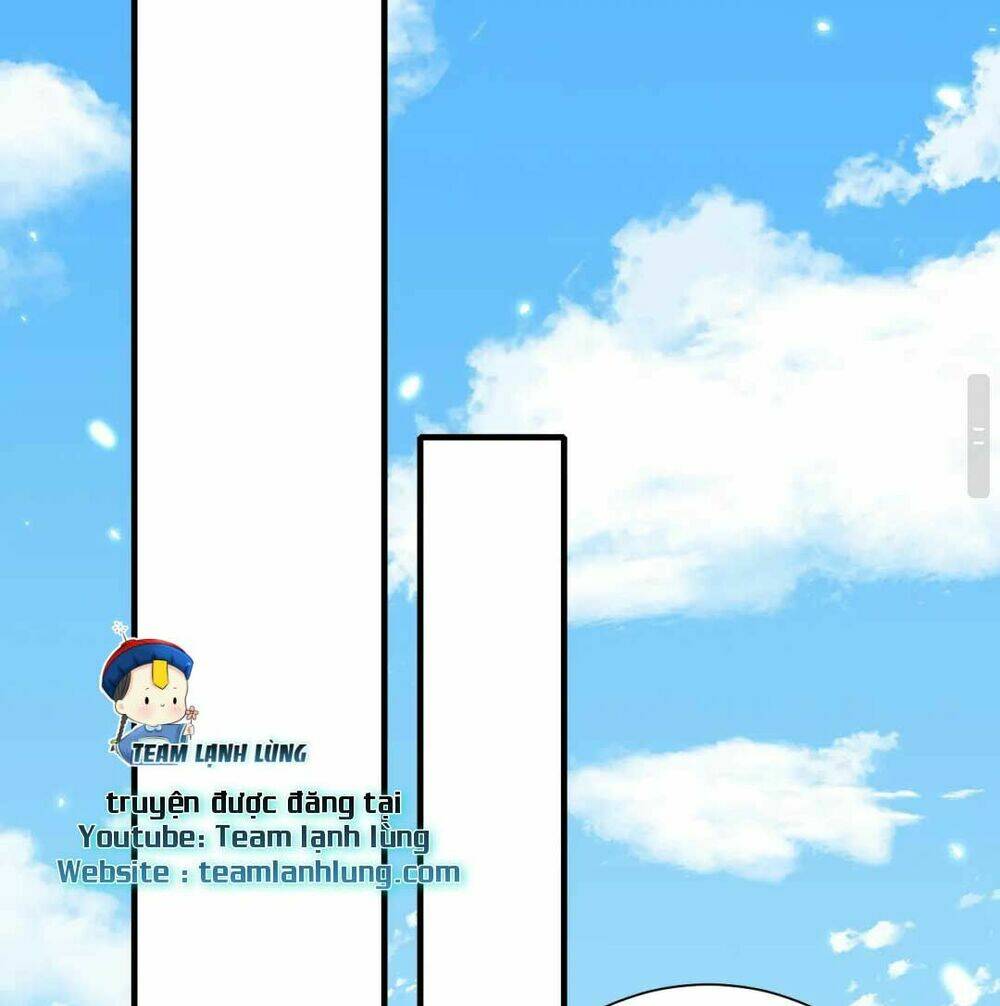 TEAM LẠNH LÙNG
truyện được đăng tại
Youtube: Team lạnh lùng
Website : teamlanhlung.com